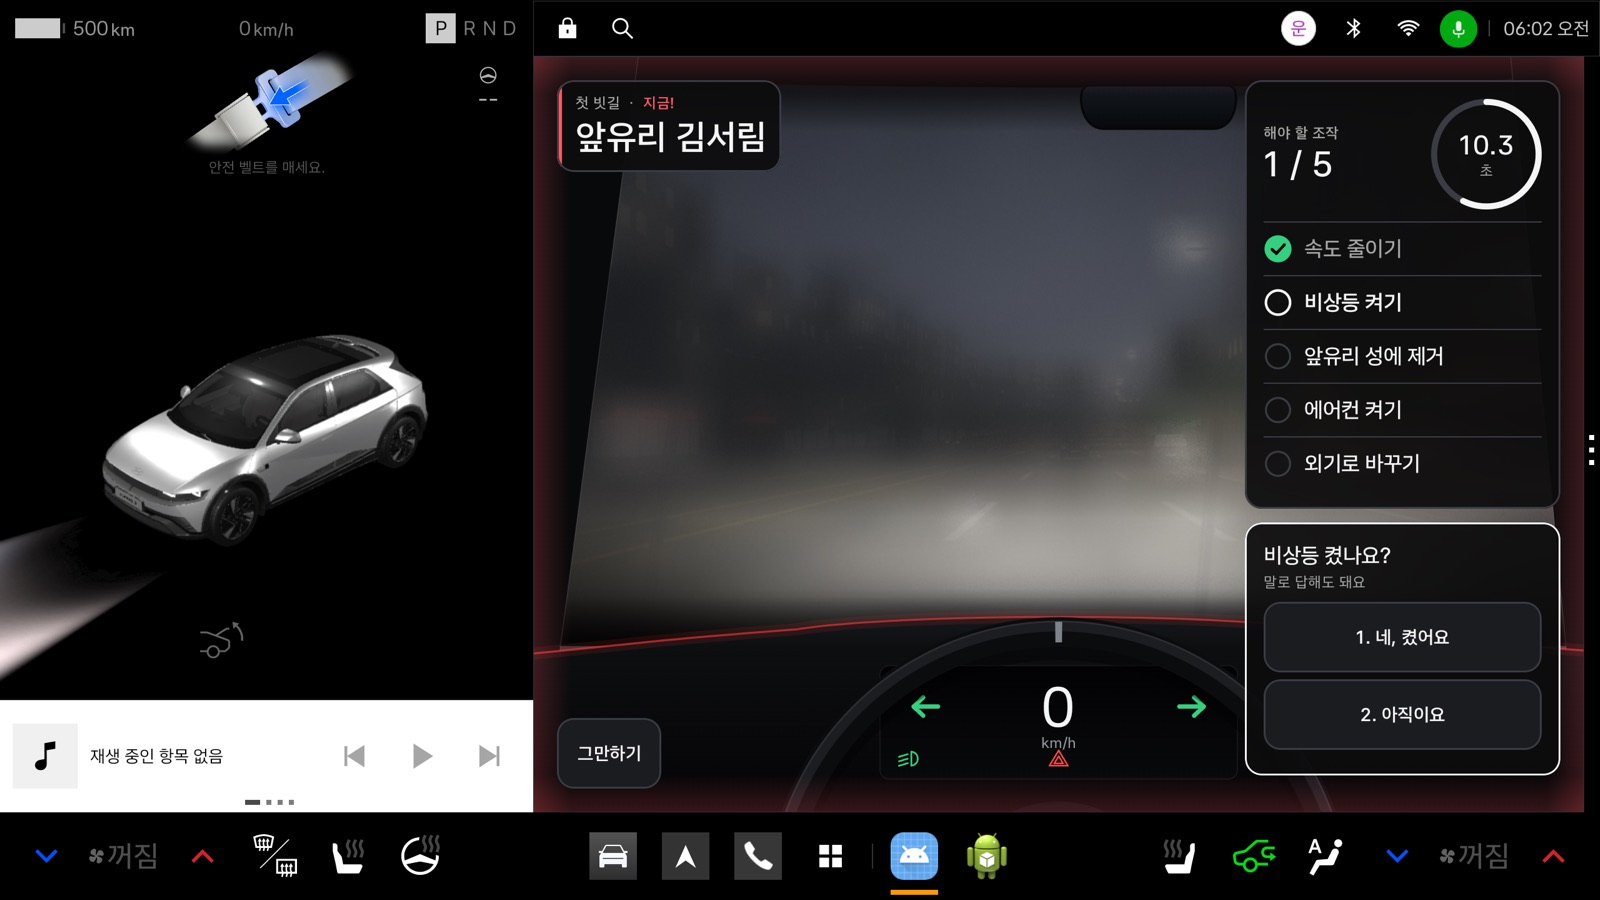 500 km
0 km/h
P R N D
--
안전 벨트를 매세요.
재생 중인 항목 없음
운
06:02 오전
첫 빗길 · 지금!
앞유리 김서림
해야 할 조작
1 / 5
10.3
초
속도 줄이기
비상등 켜기
앞유리 성에 제거
에어컨 켜기
외기로 바꾸기
비상등 켰나요?
말로 답해도 돼요
1. 네, 켰어요
2. 아직이요
그만하기
0
km/h
꺼짐
A
꺼짐